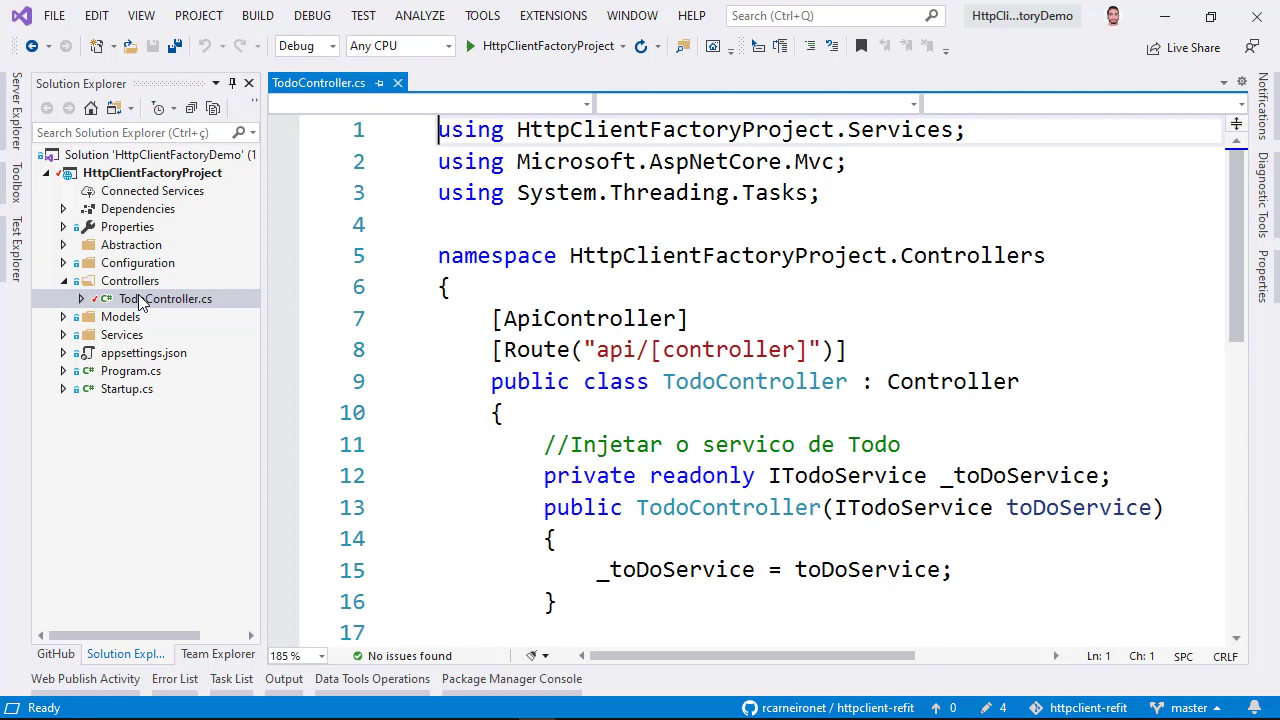 FILE EDIT VIEW PROJECT BUILD DEBUG TEST ANALYZE TOOLS EXTENSIONS WINDOW HELP Search (Ctrl+Q) HttpCli...toryDemo
Debug Any CPU HttpClientFactoryProject Live Share
Server Explorer
Toolbox
Test Explorer
Solution Explorer
Search Solution Explorer (Ctrl+ç)
Solution 'HttpClientFactoryDemo' (1
HttpClientFactoryProject
Connected Services
Dependencies
Properties
Abstraction
Configuration
Controllers
TodoController.cs
Models
Services
appsettings.json
Program.cs
Startup.cs
GitHub Solution Expl... Team Explorer
TodoController.cs
1 using HttpClientFactoryProject.Services;
2 using Microsoft.AspNetCore.Mvc;
3 using System.Threading.Tasks;
4
5 namespace HttpClientFactoryProject.Controllers
6 {
7 [ApiController]
8 [Route("api/[controller]")]
9 public class TodoController : Controller
10 {
11 //Injetar o servico de Todo
12 private readonly ITodoService _toDoService;
13 public TodoController(ITodoService toDoService)
14 {
15 _toDoService = toDoService;
16 }
17
185 % No issues found Ln: 1 Ch: 1 SPC CRLF
Notifications
Diagnostic Tools
Properties
Web Publish Activity Error List Task List Output Data Tools Operations Package Manager Console
Ready rcarneironet / httpclient-refit 0 4 httpclient-refit master